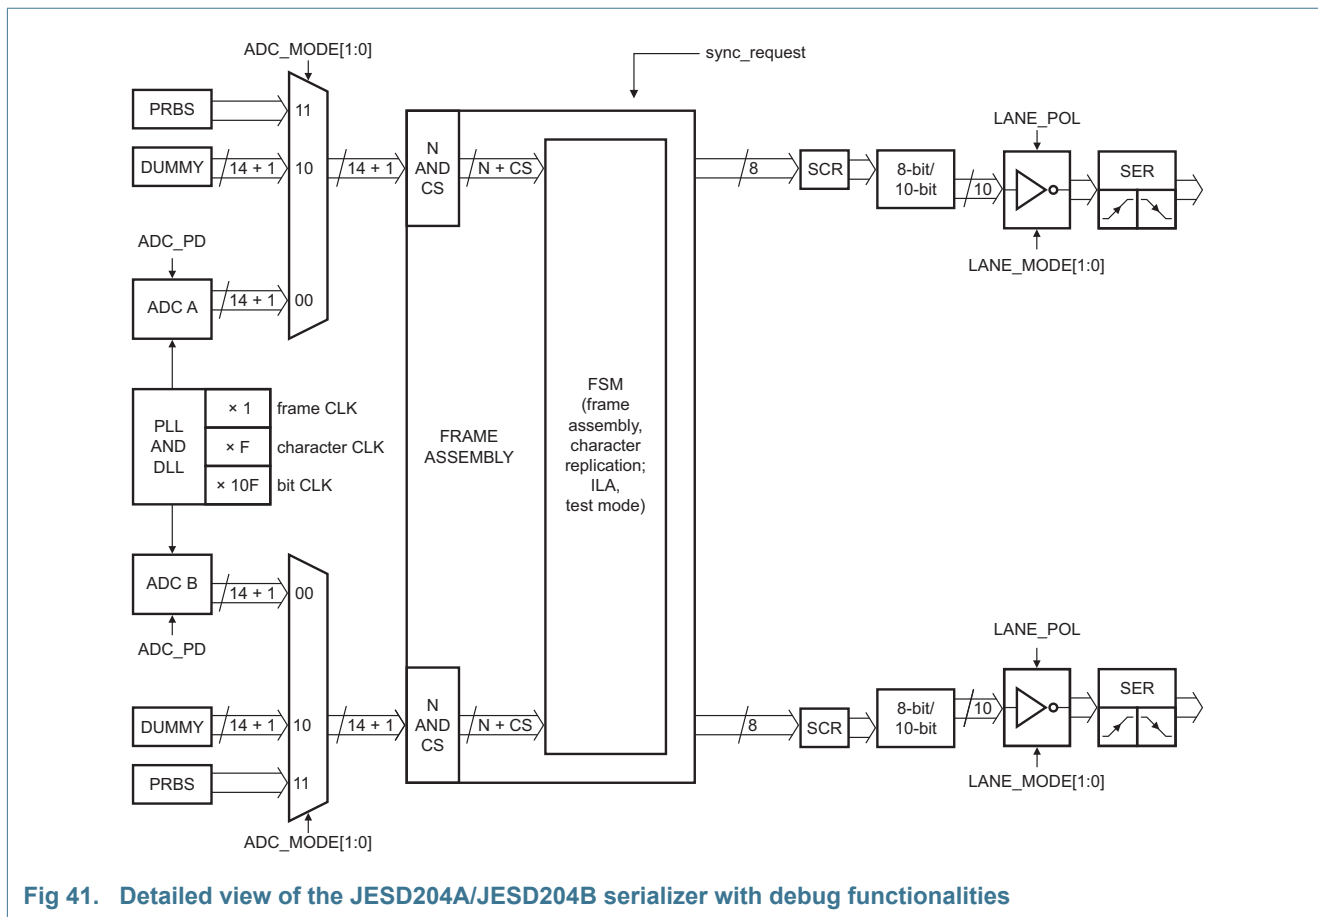 ADC_MODE[1:0]
sync_request
PRBS
11
DUMMY
14 + 1
10
14 + 1
N
AND
CS
N + CS
ADC_PD
ADC A
14 + 1
00
PLL
AND
DLL
× 1
frame CLK
× F
character CLK
× 10F
bit CLK
FRAME
ASSEMBLY
FSM
(frame
assembly,
character
replication;
ILA,
test mode)
8
SCR
8-bit/
10-bit
10
LANE_POL
LANE_MODE[1:0]
SER
ADC B
14 + 1
00
ADC_PD
DUMMY
14 + 1
10
14 + 1
N
AND
CS
N + CS
PRBS
11
ADC_MODE[1:0]
8
SCR
8-bit/
10-bit
10
LANE_POL
LANE_MODE[1:0]
SER
Fig 41. Detailed view of the JESD204A/JESD204B serializer with debug functionalities